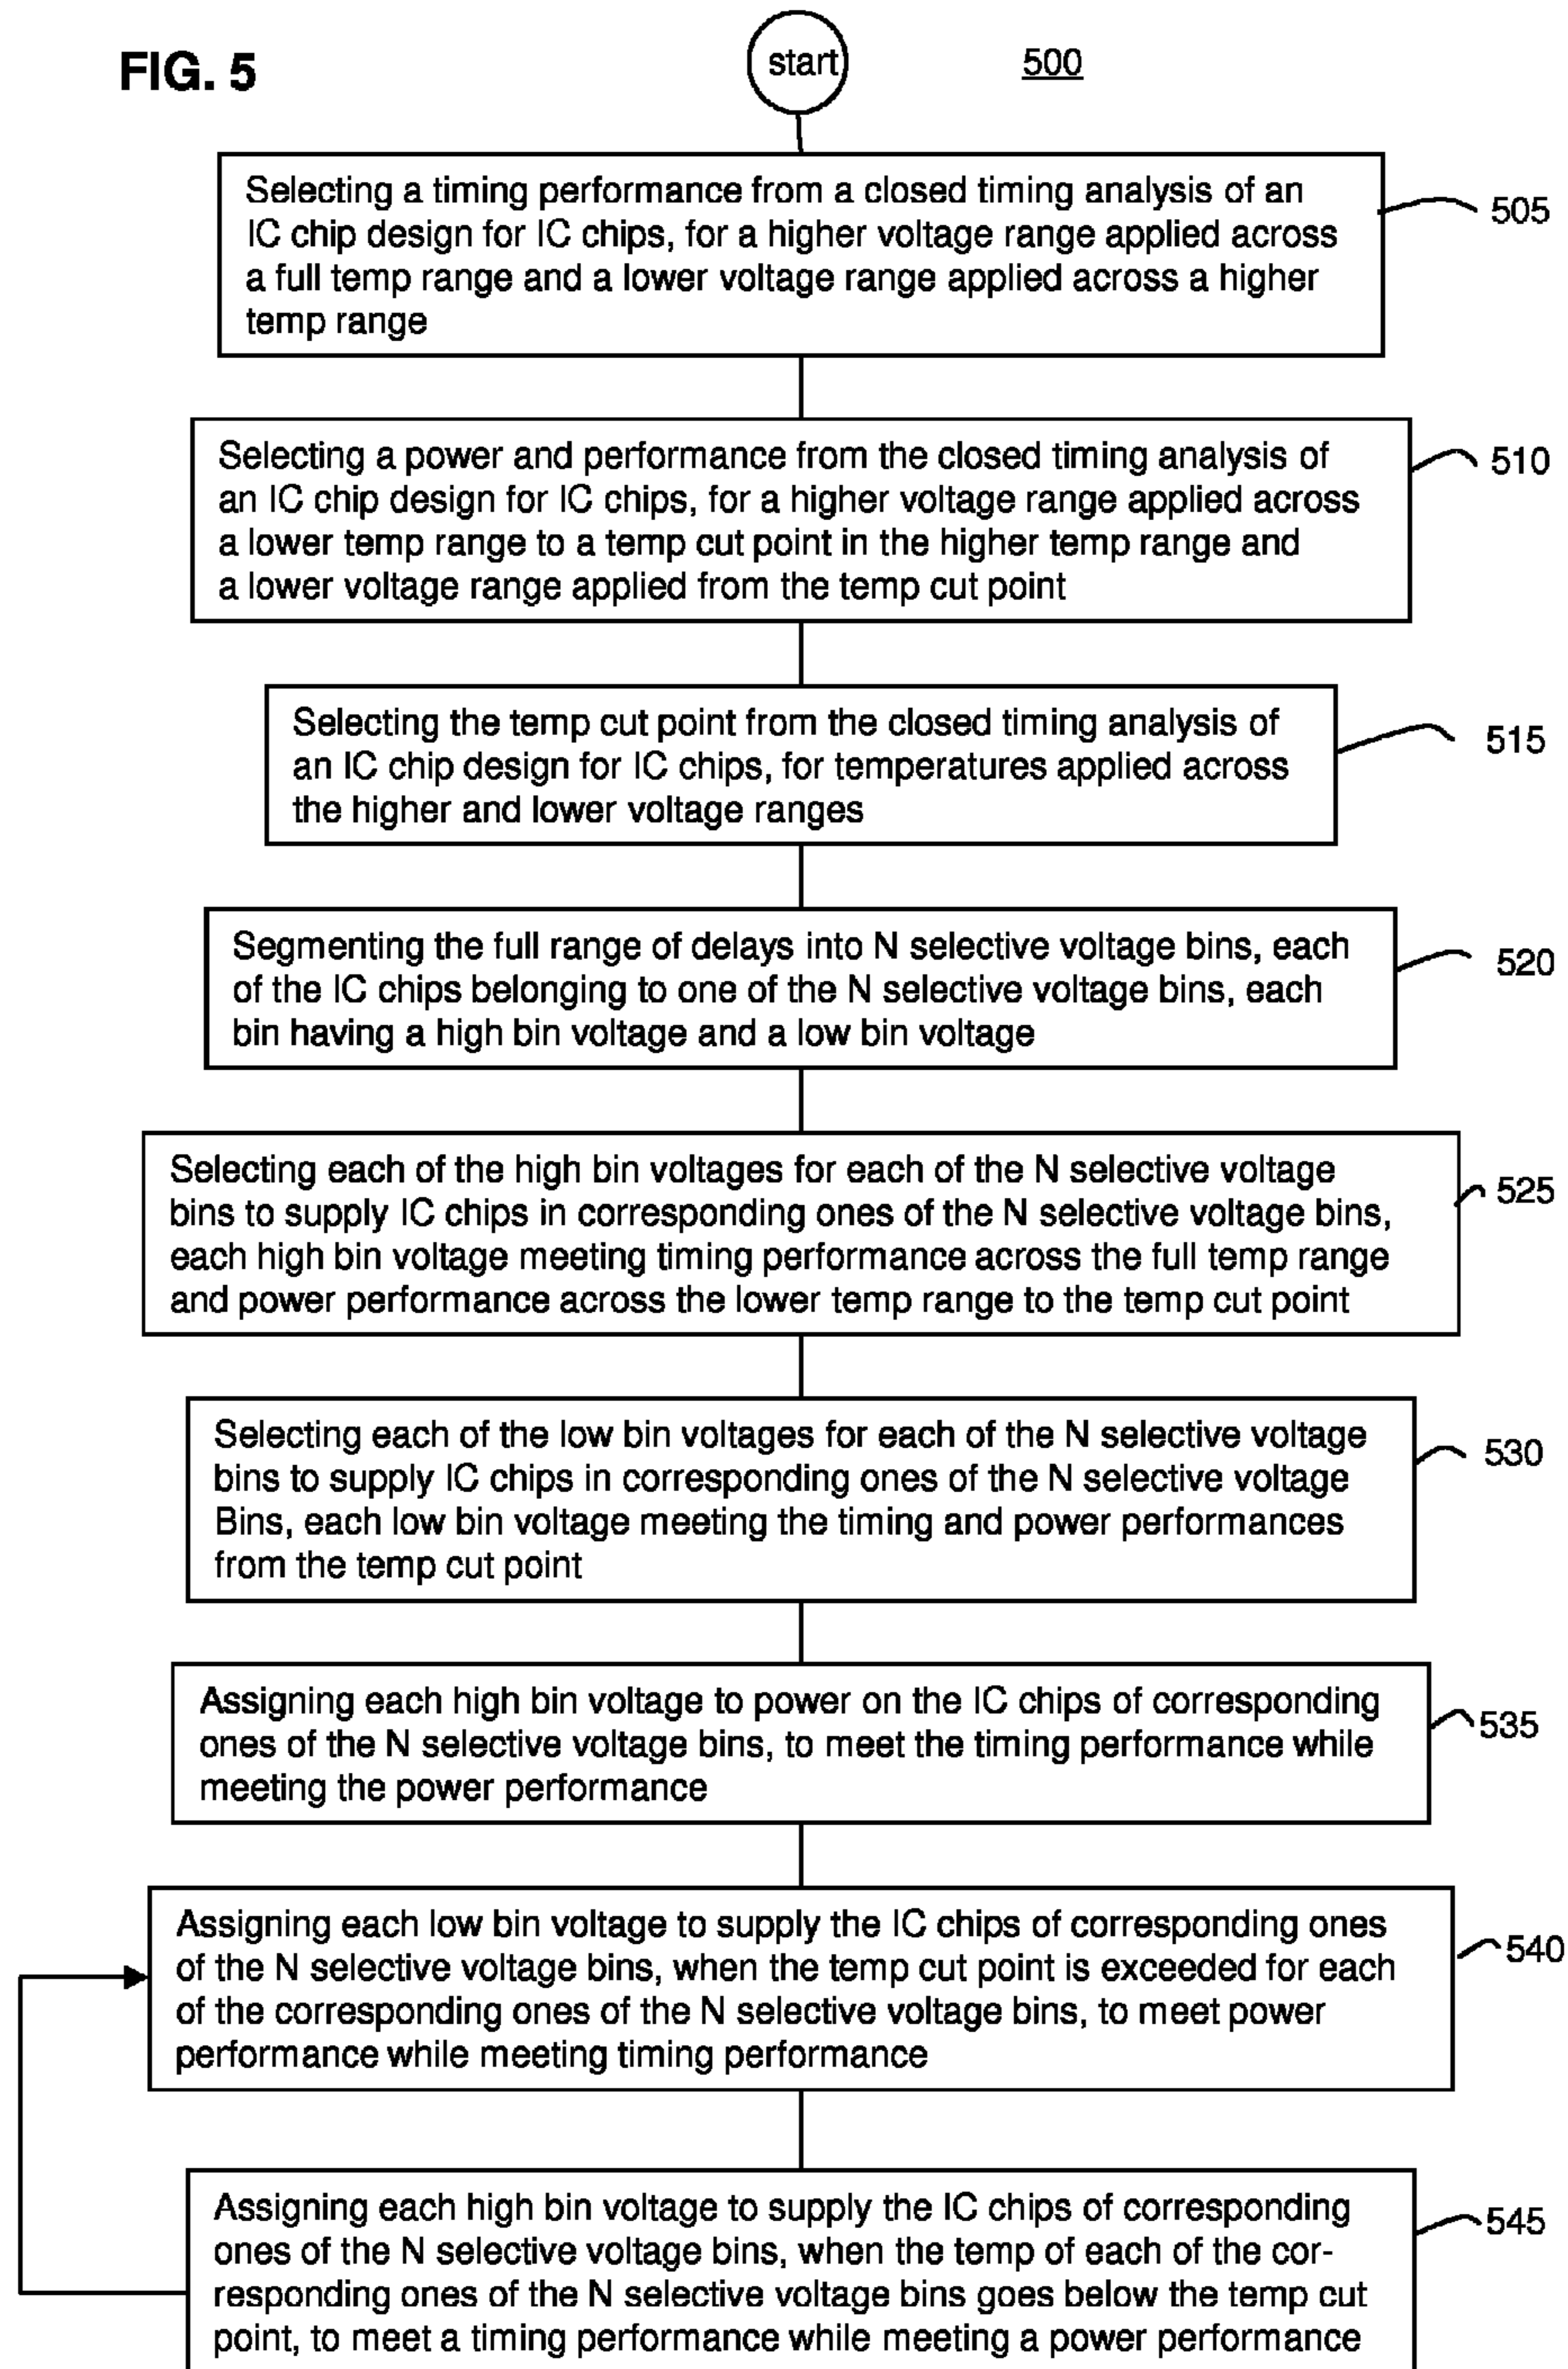 FIG. 5
start
500
Selecting a timing performance from a closed timing analysis of an
IC chip design for IC chips, for a higher voltage range applied across
a full temp range and a lower voltage range applied across a higher
temp range
505
Selecting a power and performance from the closed timing analysis of
an IC chip design for IC chips, for a higher voltage range applied across
a lower temp range to a temp cut point in the higher temp range and
a lower voltage range applied from the temp cut point
510
Selecting the temp cut point from the closed timing analysis of
an IC chip design for IC chips, for temperatures applied across
the higher and lower voltage ranges
515
Segmenting the full range of delays into N selective voltage bins, each
of the IC chips belonging to one of the N selective voltage bins, each
bin having a high bin voltage and a low bin voltage
520
Selecting each of the high bin voltages for each of the N selective voltage
bins to supply IC chips in corresponding ones of the N selective voltage bins,
each high bin voltage meeting timing performance across the full temp range
and power performance across the lower temp range to the temp cut point
525
Selecting each of the low bin voltages for each of the N selective voltage
bins to supply IC chips in corresponding ones of the N selective voltage
Bins, each low bin voltage meeting the timing and power performances
from the temp cut point
530
Assigning each high bin voltage to power on the IC chips of corresponding
ones of the N selective voltage bins, to meet the timing performance while
meeting the power performance
535
Assigning each low bin voltage to supply the IC chips of corresponding ones
of the N selective voltage bins, when the temp cut point is exceeded for each
of the corresponding ones of the N selective voltage bins, to meet power
performance while meeting timing performance
540
Assigning each high bin voltage to supply the IC chips of corresponding
ones of the N selective voltage bins, when the temp of each of the cor-
responding ones of the N selective voltage bins goes below the temp cut
point, to meet a timing performance while meeting a power performance
545